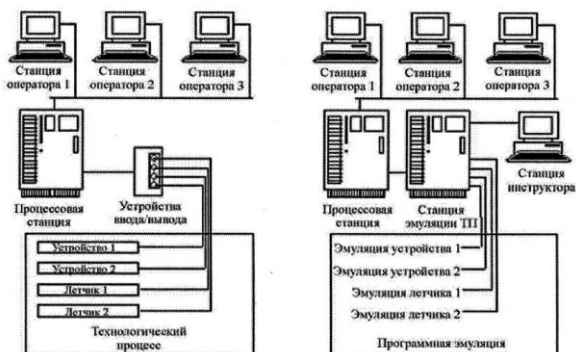 Станция оператора 1
Станция оператора 2
Станция оператора 3
Процессовая станция
Устройства ввода/вывода
Устройство 1
Устройство 2
Летчик 1
Летчик 2
Технологический процесс
Станция оператора 1
Станция оператора 2
Станция оператора 3
Процессовая станция
Станция эмуляции ТП
Станция инструктора
Эмуляция устройства 1
Эмуляция устройства 2
Эмуляция летчика 1
Эмуляция летчика 2
Программная эмуляция